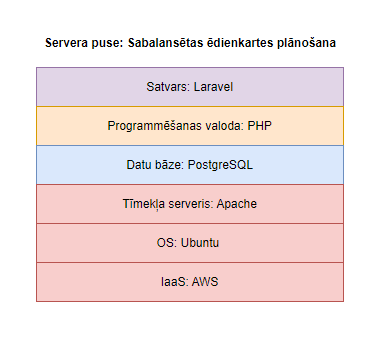 Servera puse: Sabalansētas ēdienkartes plānošana
Satvars: Laravel
Programmēšanas valoda: PHP
Datu bāze: PostgreSQL
Tīmekļa serveris: Apache
OS: Ubuntu
IaaS: AWS